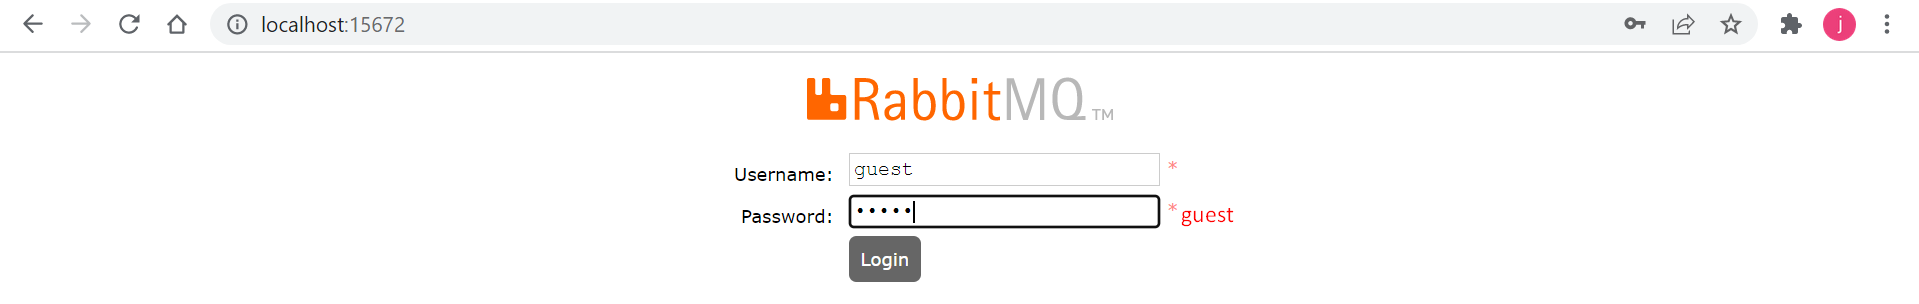 localhost:15672
j
RabbitMQ TM
Username: guest *
Password: ••••• * guest
Login